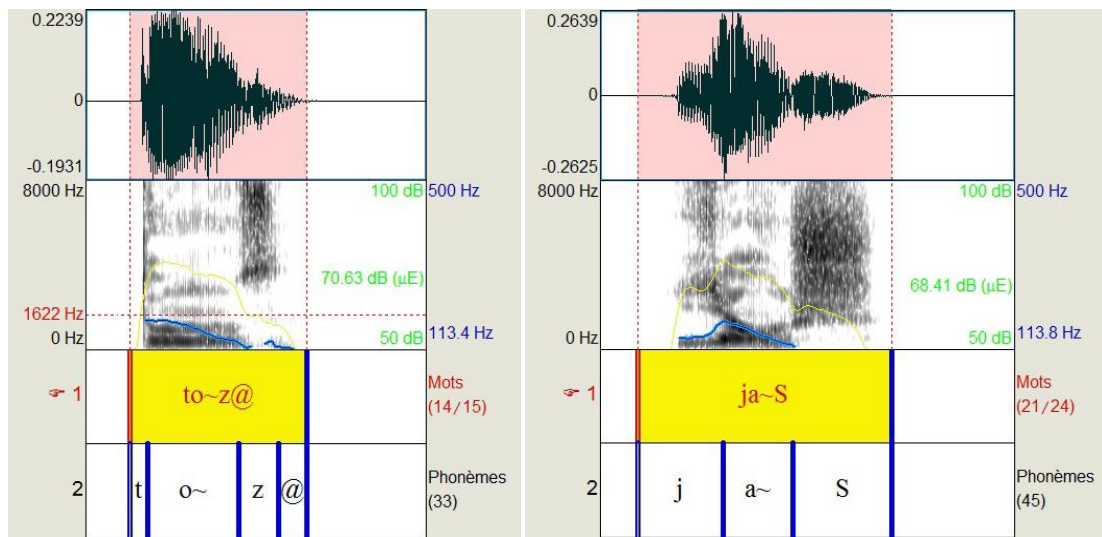 0.2239
0
-0.1931
8000 Hz
100 dB
500 Hz
70.63 dB (µE)
1622 Hz
0 Hz
50 dB
113.4 Hz
☞ 1
to~z@
Mots
(14/15)
2
t
o~
z
@
Phonèmes
(33)
0.2639
0
-0.2625
8000 Hz
100 dB
500 Hz
68.41 dB (µE)
0 Hz
50 dB
113.8 Hz
☞ 1
ja~S
Mots
(21/24)
2
j
a~
S
Phonèmes
(45)